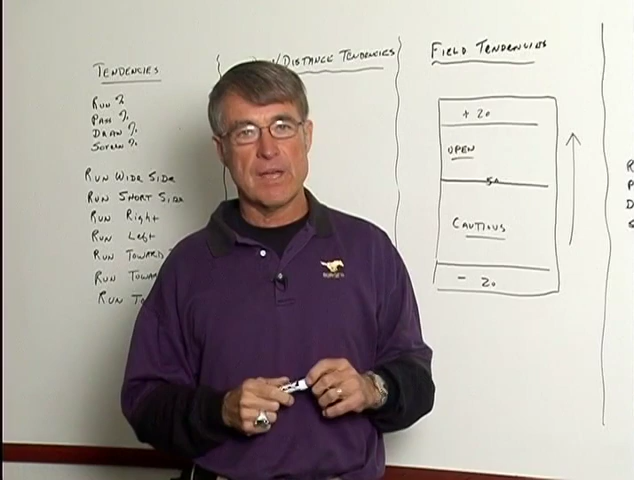 TENDENCIES
RUN %
PASS %
DRAW %
SCREEN %
RUN WIDE SIDE
RUN SHORT SIDE
RUN Right
RUN Left
RUN TOWARD
RUN
RUN
/DISTANCE TENDENCIES
FIELD TENDENCIES
+ 20
OPEN
50
CAUTIOUS
- 20
R
P
D
S